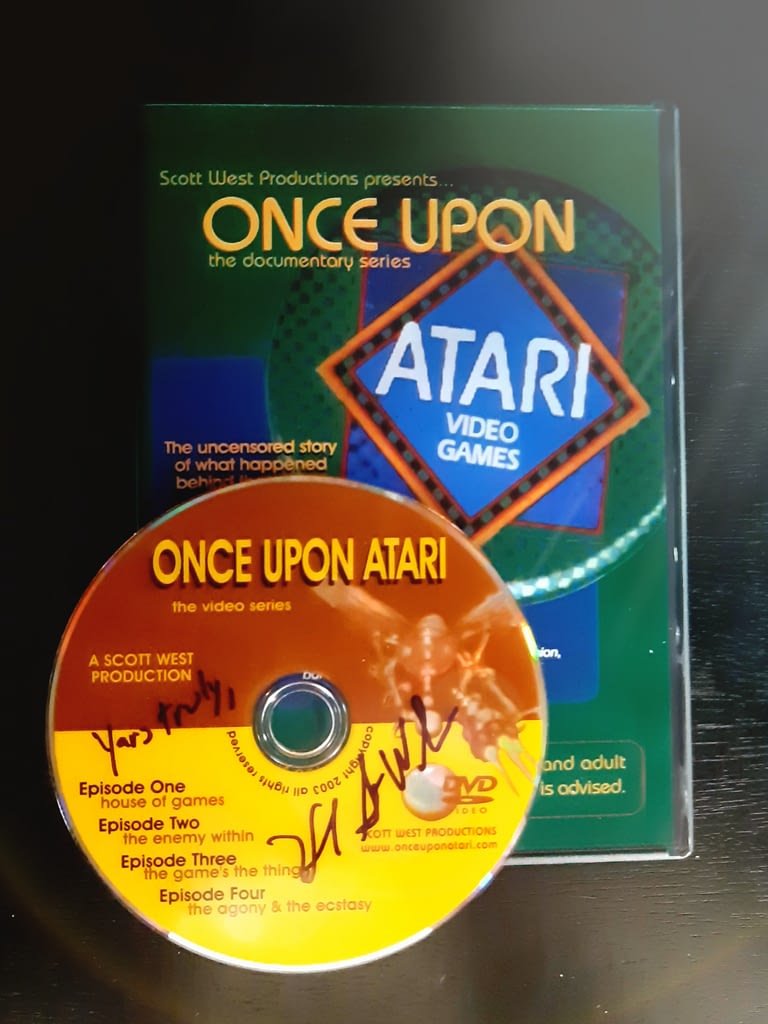 Scott West Productions presents...
ONCE UPON
the documentary series
ATARI
VIDEO
GAMES
The uncensored story
of what happened
behind
and adult
is advised.
ONCE UPON ATARI
the video series
A SCOTT WEST
PRODUCTION
Yars truly,
copyright 2003 all rights reserved
Episode One
house of games
Episode Two
the enemy within
Episode Three
the game's the thing
Episode Four
the agony & the ecstasy
DVD
VIDEO
SCOTT WEST PRODUCTIONS
www.onceuponatari.com